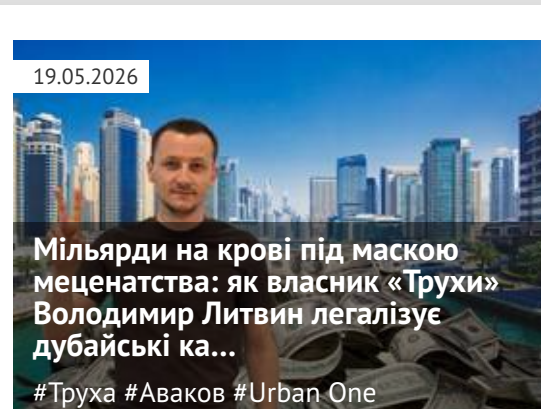 19.05.2026
Мільярди на крові під маскою
меценатства: як власник «Трухи»
Володимир Литвин легалізує
дубайські ка...
#Труха #Аваков #Urban One